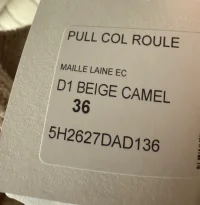 PULL COL ROULE
MAILLE LAINE EC
D1 BEIGE CAMEL
36
5H2627DAD136